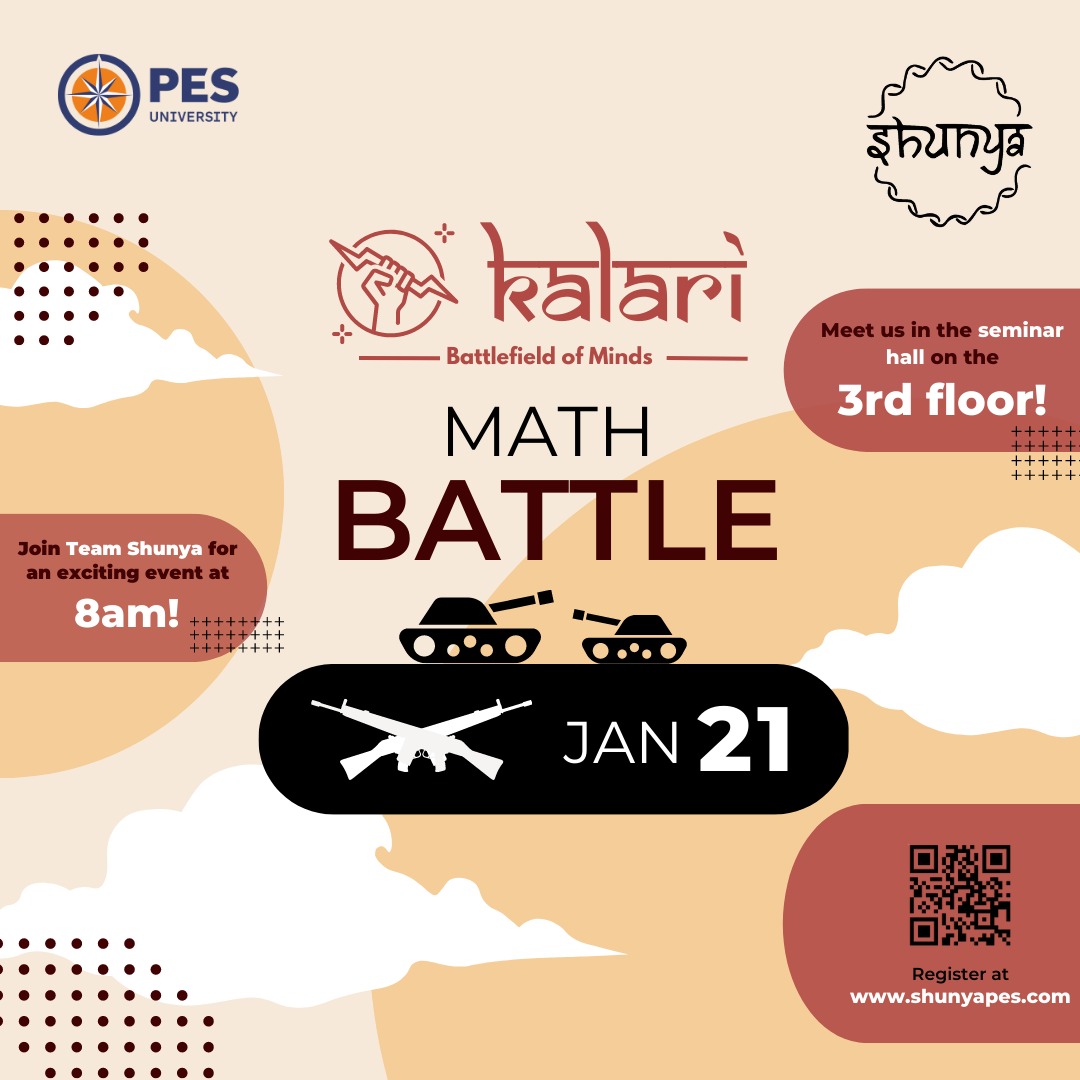 PES
UNIVERSITY
shunya
kalari
Battlefield of Minds
Meet us in the seminar
hall on the
3rd floor!
MATH
BATTLE
Join Team Shunya for
an exciting event at
8am!
JAN 21
Register at
www.shunyapes.com